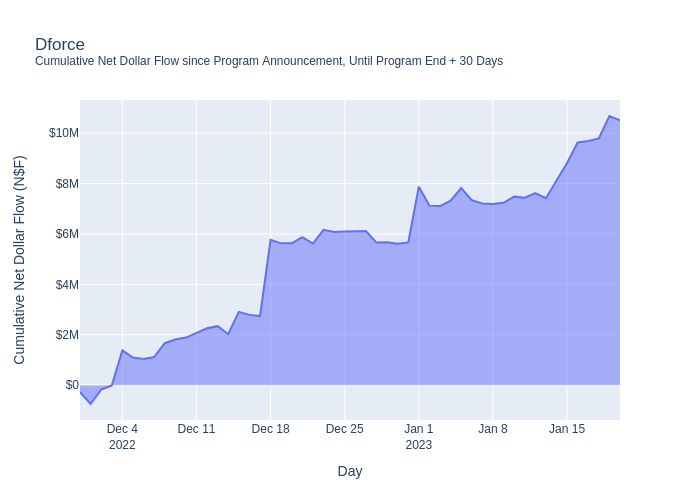 Dforce
Cumulative Net Dollar Flow since Program Announcement, Until Program End + 30 Days
Cumulative Net Dollar Flow (N$F)
$10M
$8M
$6M
$4M
$2M
$0
Dec 4
2022
Dec 11
Dec 18
Dec 25
Jan 1
2023
Jan 8
Jan 15
Day